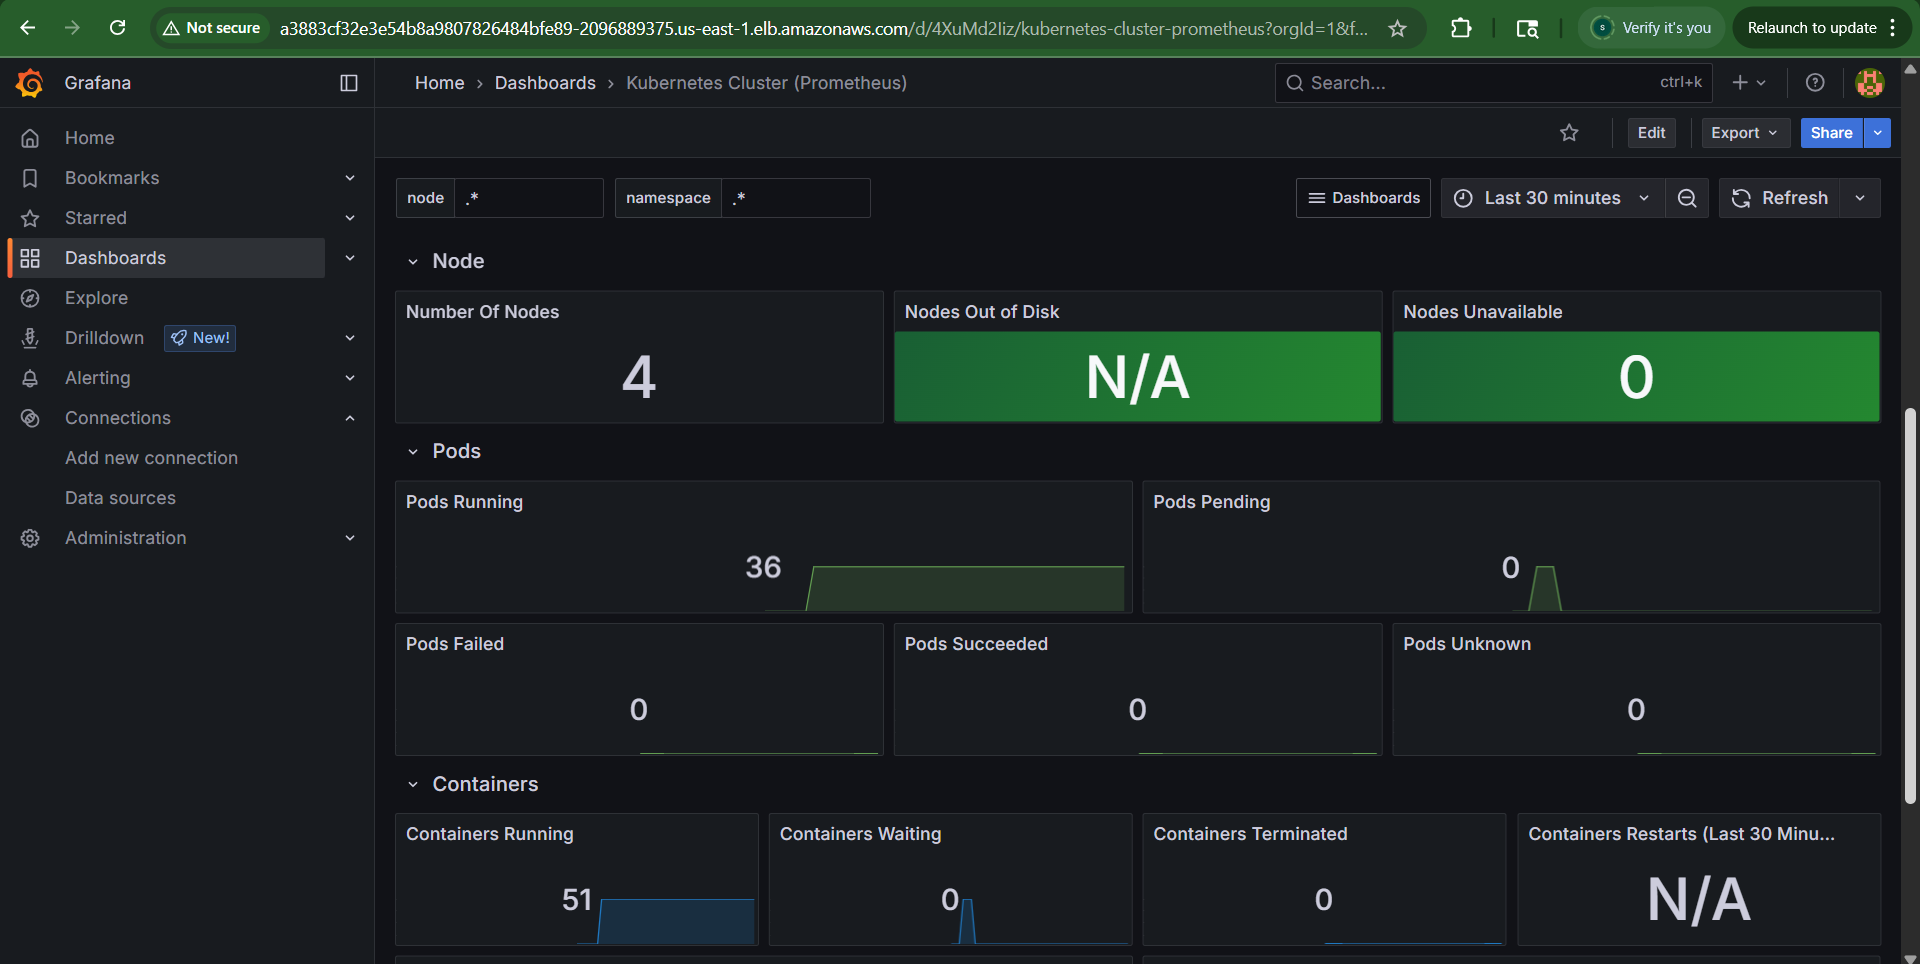 Not secure a3883cf32e3e54b8a9807826484bfe89-2096889375.us-east-1.elb.amazonaws.com/d/4XuMd2Iiz/kubernetes-cluster-prometheus?orgId=1&f... s Verify it's you Relaunch to update
Grafana
Home › Dashboards › Kubernetes Cluster (Prometheus)
Search... ctrl+k
Edit Export Share
Home
Bookmarks
Starred
Dashboards
Explore
Drilldown New!
Alerting
Connections
Add new connection
Data sources
Administration
node .* namespace .* Dashboards Last 30 minutes Refresh
Node
Number Of Nodes
4
Nodes Out of Disk
N/A
Nodes Unavailable
0
Pods
Pods Running
36
Pods Pending
0
Pods Failed
0
Pods Succeeded
0
Pods Unknown
0
Containers
Containers Running
51
Containers Waiting
0
Containers Terminated
0
Containers Restarts (Last 30 Minu...
N/A